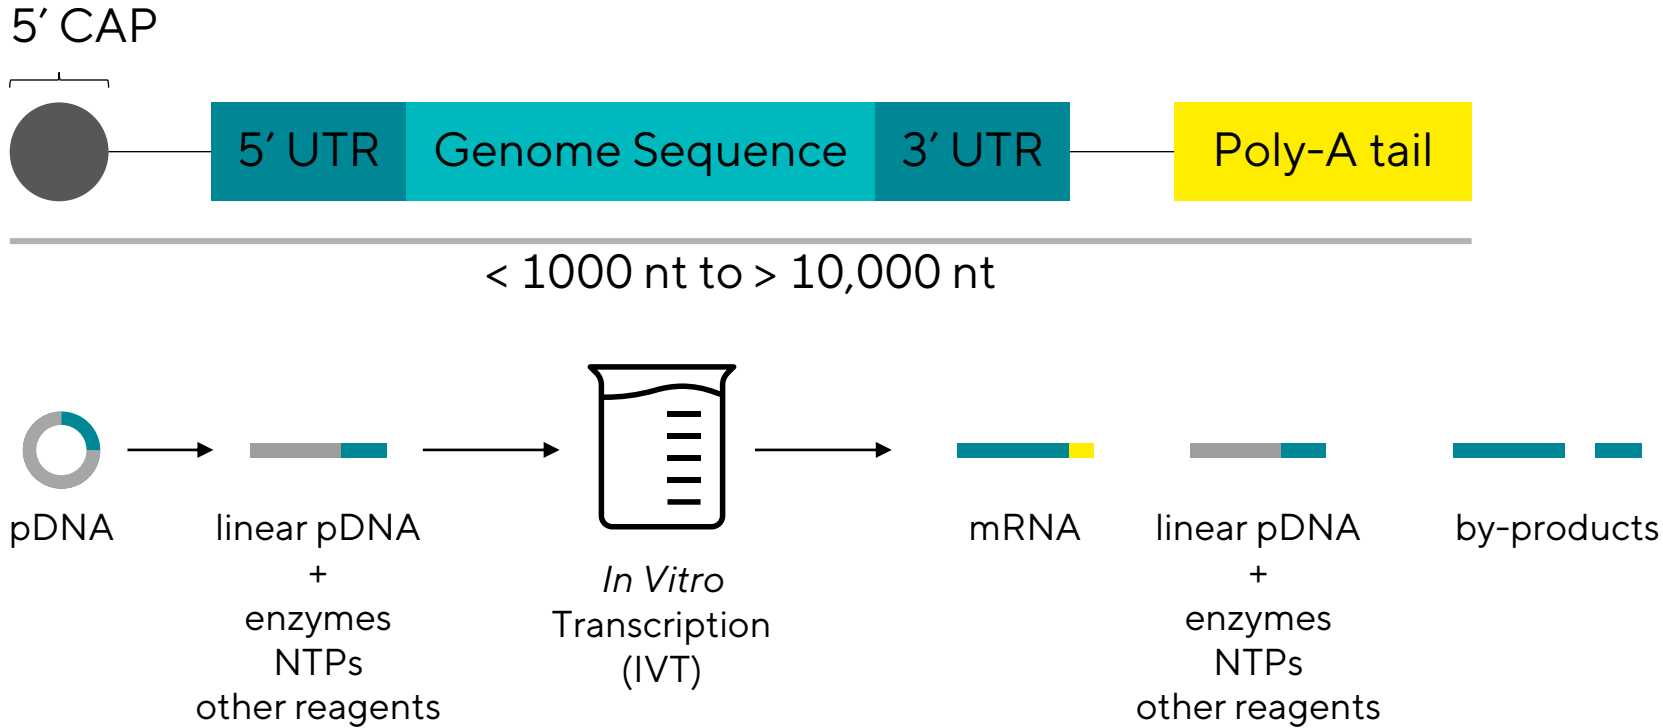 5′ CAP
5′ UTR
Genome Sequence
3′ UTR
Poly-A tail
< 1000 nt to > 10,000 nt
pDNA
linear pDNA
+
enzymes
NTPs
other reagents
In Vitro
Transcription
(IVT)
mRNA
linear pDNA
+
enzymes
NTPs
other reagents
by-products